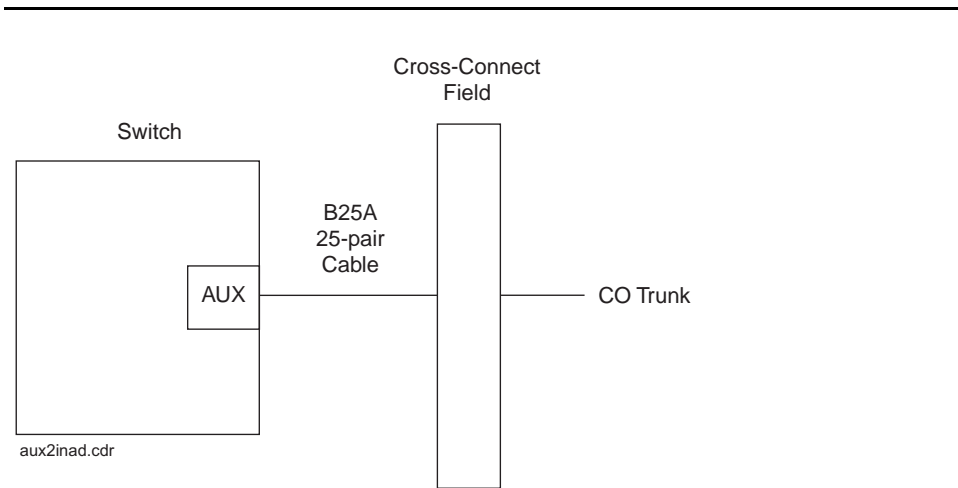 Cross-Connect
Field
Switch
B25A
25-pair
Cable
AUX
CO Trunk
aux2inad.cdr